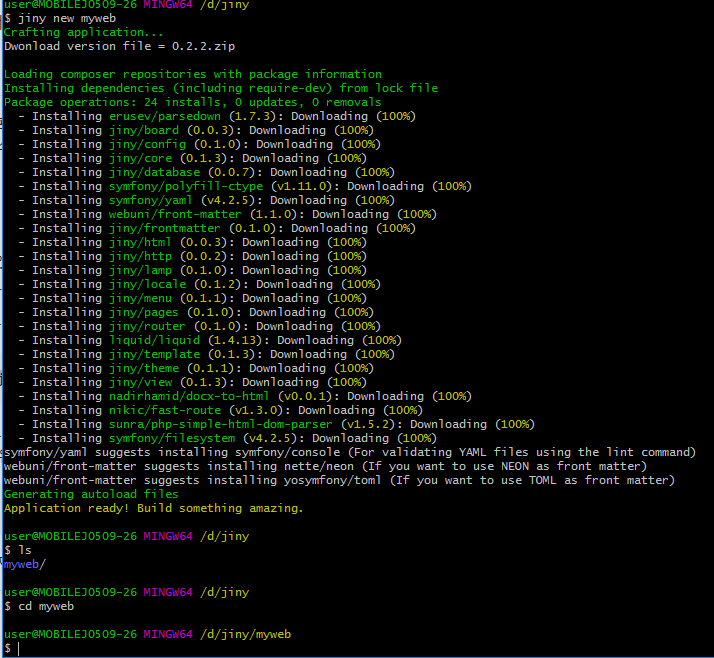 user@MOBILEJO509-26 MINGW64 /d/jiny
$ jiny new myweb
Crafting application...
Dwonload version file = 0.2.2.zip
Loading composer repositories with package information
Installing dependencies (including require-dev) from lock file
Package operations: 24 installs, 0 updates, 0 removals
- Installing erusev/parsedown (1.7.3): Downloading (100%)
- Installing jiny/board (0.0.3): Downloading (100%)
- Installing jiny/config (0.1.0): Downloading (100%)
- Installing jiny/core (0.1.3): Downloading (100%)
- Installing jiny/database (0.0.7): Downloading (100%)
- Installing symfony/polyfill-ctype (v1.11.0): Downloading (100%)
- Installing symfony/yaml (v4.2.5): Downloading (100%)
- Installing webuni/front-matter (1.1.0): Downloading (100%)
- Installing jiny/frontmatter (0.1.0): Downloading (100%)
- Installing jiny/html (0.0.3): Downloading (100%)
- Installing jiny/http (0.0.2): Downloading (100%)
- Installing jiny/lamp (0.1.0): Downloading (100%)
- Installing jiny/locale (0.1.2): Downloading (100%)
- Installing jiny/menu (0.1.1): Downloading (100%)
- Installing jiny/pages (0.1.0): Downloading (100%)
- Installing jiny/router (0.1.0): Downloading (100%)
- Installing liquid/liquid (1.4.13): Downloading (100%)
- Installing jiny/template (0.1.3): Downloading (100%)
- Installing jiny/theme (0.1.1): Downloading (100%)
- Installing jiny/view (0.1.3): Downloading (100%)
- Installing nadirhamid/docx-to-html (v0.0.1): Downloading (100%)
- Installing nikic/fast-route (v1.3.0): Downloading (100%)
- Installing sunra/php-simple-html-dom-parser (v1.5.2): Downloading (100%)
- Installing symfony/filesystem (v4.2.5): Downloading (100%)
symfony/yaml suggests installing symfony/console (For validating YAML files using the lint command)
webuni/front-matter suggests installing nette/neon (If you want to use NEON as front matter)
webuni/front-matter suggests installing yosymfony/toml (If you want to use TOML as front matter)
Generating autoload files
Application ready! Build something amazing.
user@MOBILEJO509-26 MINGW64 /d/jiny
$ ls
myweb/
user@MOBILEJO509-26 MINGW64 /d/jiny
$ cd myweb
user@MOBILEJO509-26 MINGW64 /d/jiny/myweb
$